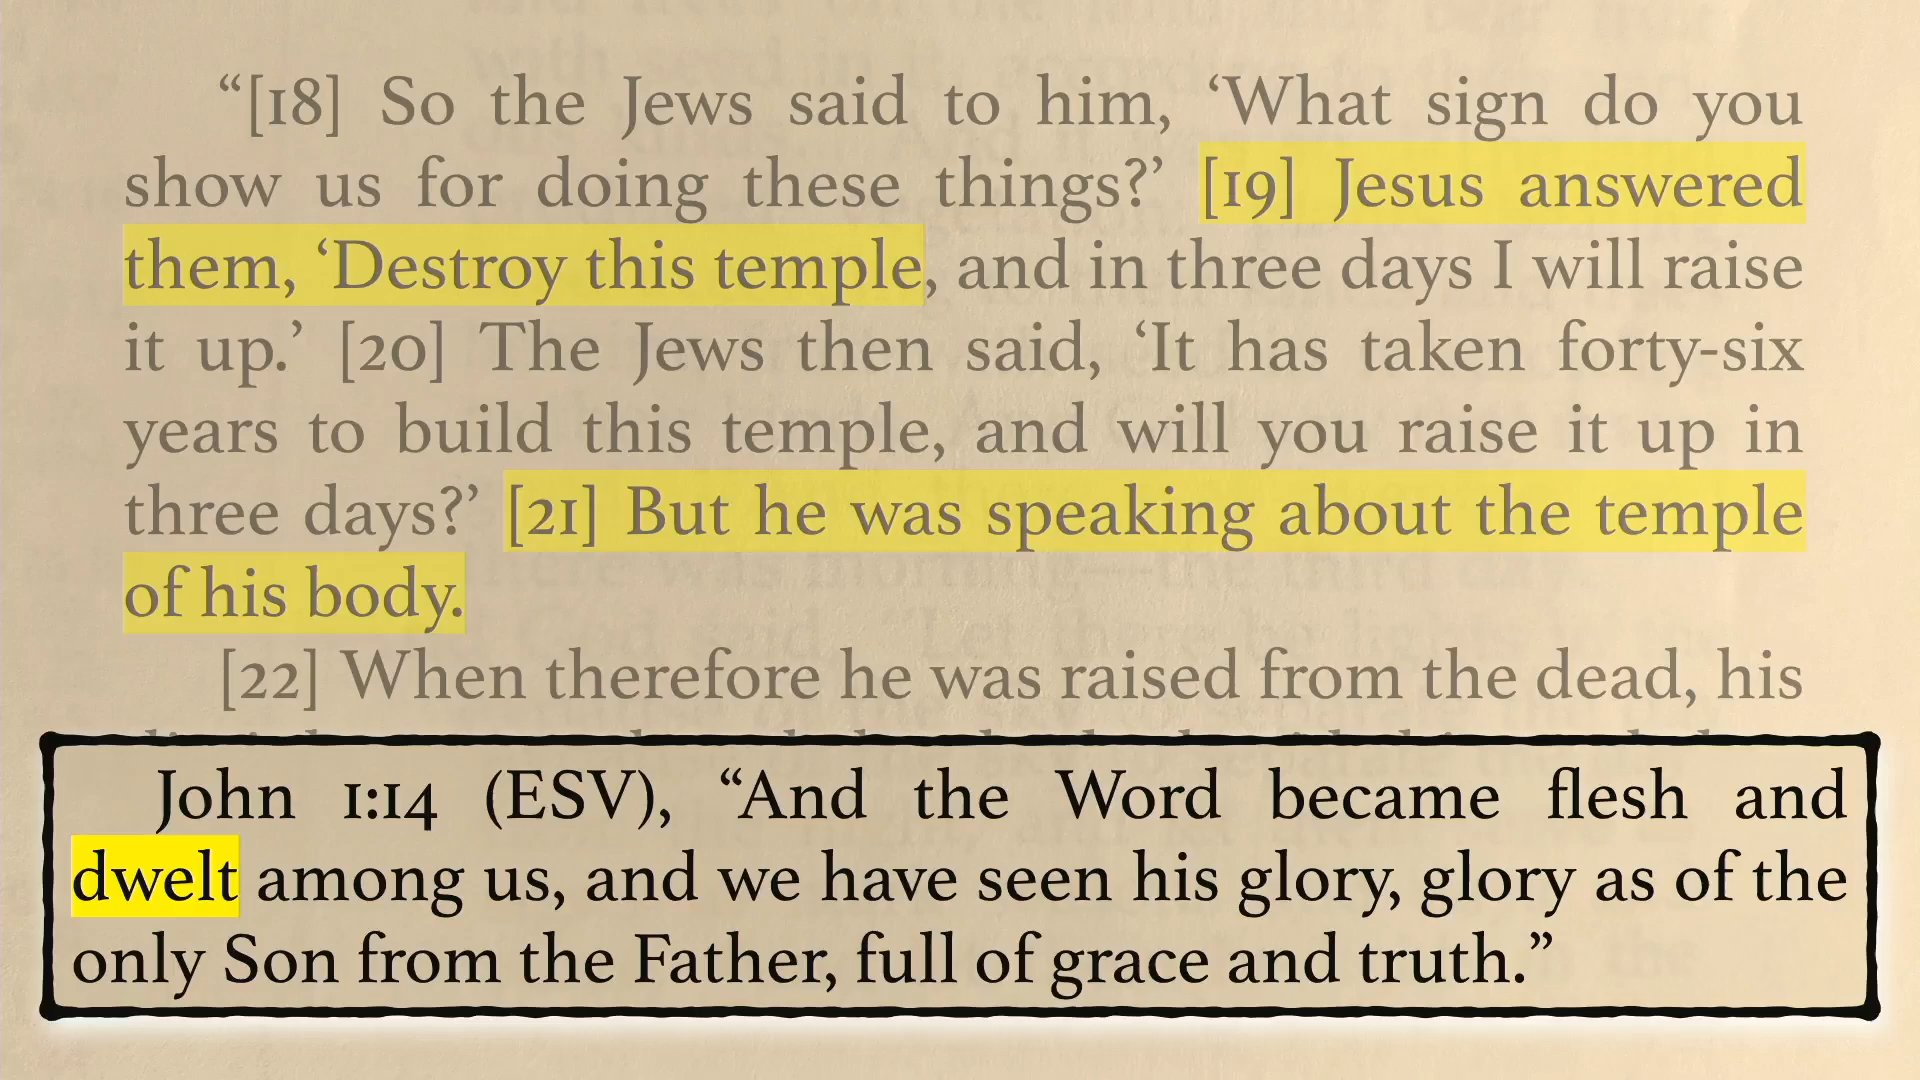 “[18] So the Jews said to him, ‘What sign do you
show us for doing these things?’ [19] Jesus answered
them, ‘Destroy this temple, and in three days I will raise
it up.’ [20] The Jews then said, ‘It has taken forty-six
years to build this temple, and will you raise it up in
three days?’ [21] But he was speaking about the temple
of his body.
[22] When therefore he was raised from the dead, his
John 1:14 (ESV), “And the Word became flesh and
dwelt among us, and we have seen his glory, glory as of the
only Son from the Father, full of grace and truth.”